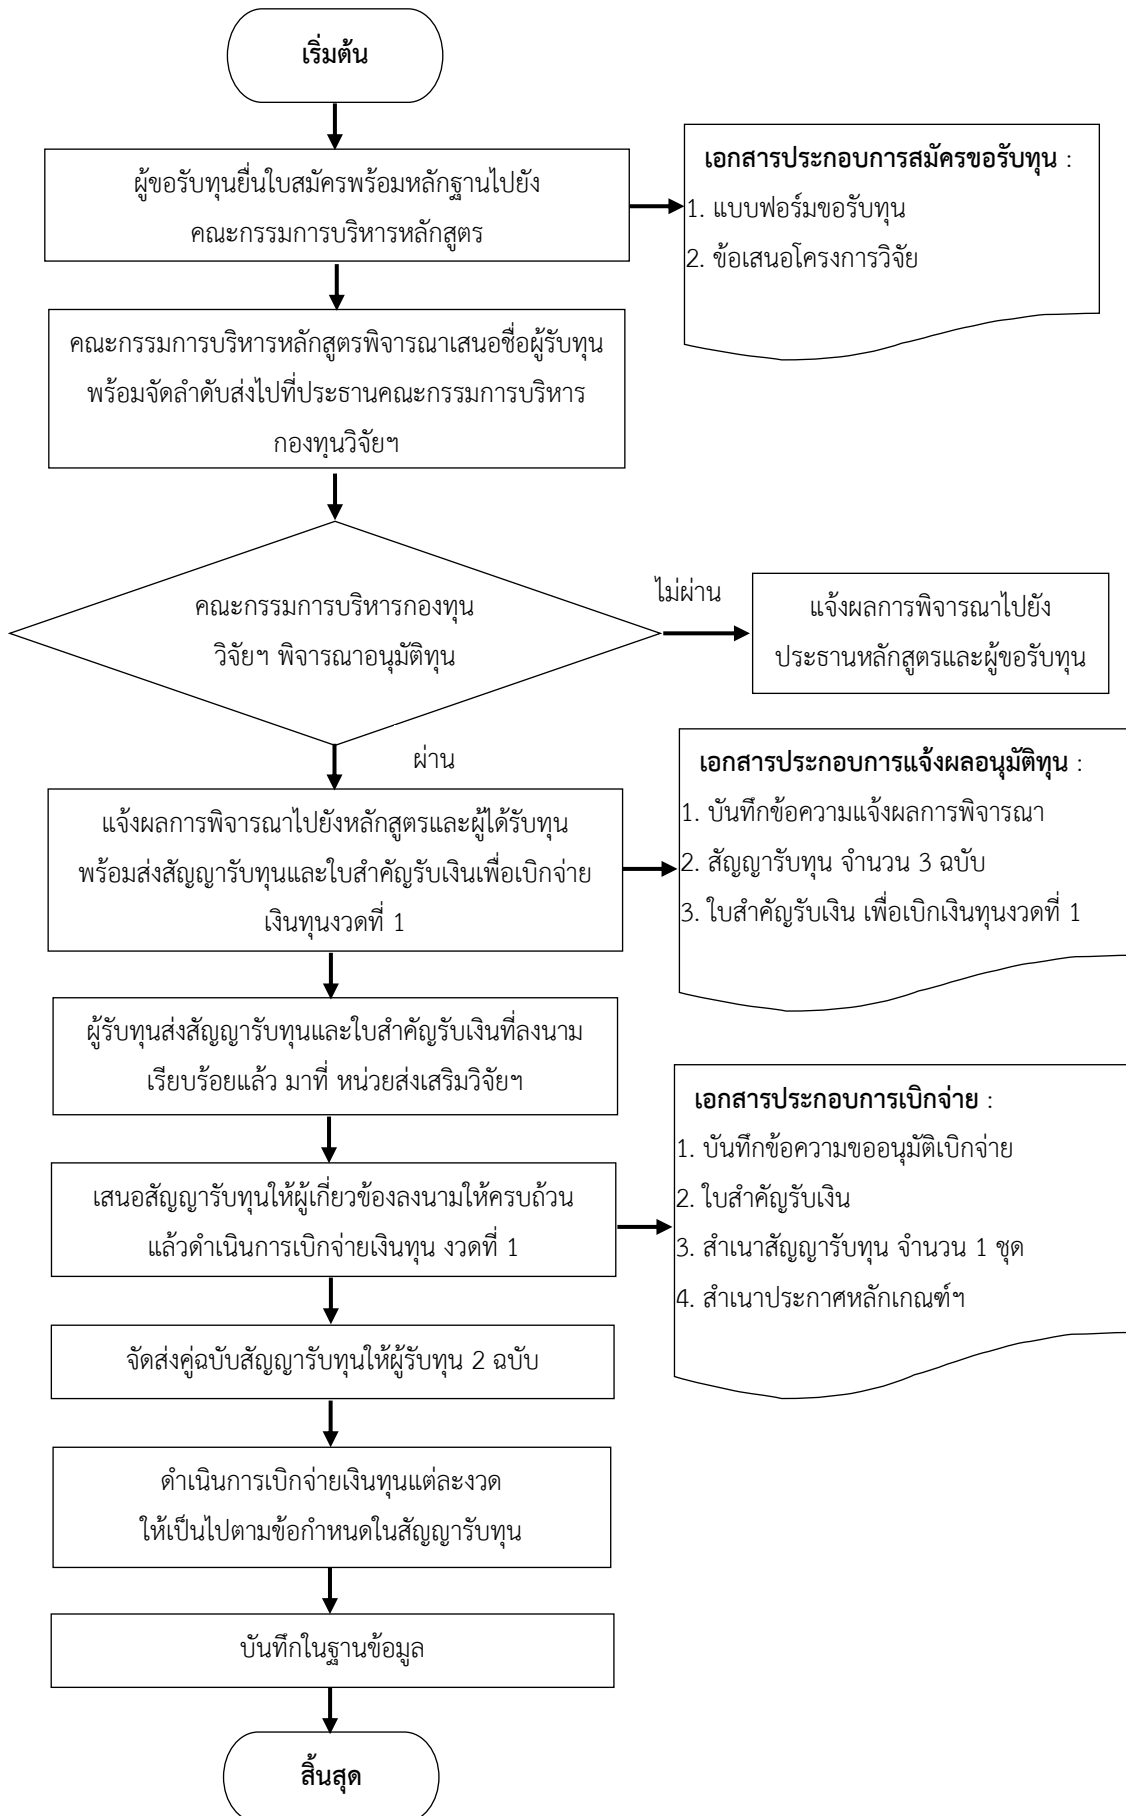 เริ่มต้น
ผู้ขอรับทุนยื่นใบสมัครพร้อมหลักฐานไปยัง
คณะกรรมการบริหารหลักสูตร
เอกสารประกอบการสมัครขอรับทุน :
1. แบบฟอร์มขอรับทุน
2. ข้อเสนอโครงการวิจัย
คณะกรรมการบริหารหลักสูตรพิจารณาเสนอชื่อผู้รับทุน
พร้อมจัดลำดับส่งไปที่ประธานคณะกรรมการบริหาร
กองทุนวิจัยฯ
คณะกรรมการบริหารกองทุน
วิจัยฯ พิจารณาอนุมัติทุน
ไม่ผ่าน
แจ้งผลการพิจารณาไปยัง
ประธานหลักสูตรและผู้ขอรับทุน
ผ่าน
แจ้งผลการพิจารณาไปยังหลักสูตรและผู้ได้รับทุน
พร้อมส่งสัญญารับทุนและใบสำคัญรับเงินเพื่อเบิกจ่าย
เงินทุนงวดที่ 1
เอกสารประกอบการแจ้งผลอนุมัติทุน :
1. บันทึกข้อความแจ้งผลการพิจารณา
2. สัญญารับทุน จำนวน 3 ฉบับ
3. ใบสำคัญรับเงิน เพื่อเบิกเงินทุนงวดที่ 1
ผู้รับทุนส่งสัญญารับทุนและใบสำคัญรับเงินที่ลงนาม
เรียบร้อยแล้ว มาที่ หน่วยส่งเสริมวิจัยฯ
เสนอสัญญารับทุนให้ผู้เกี่ยวข้องลงนามให้ครบถ้วน
แล้วดำเนินการเบิกจ่ายเงินทุน งวดที่ 1
เอกสารประกอบการเบิกจ่าย :
1. บันทึกข้อความขออนุมัติเบิกจ่าย
2. ใบสำคัญรับเงิน
3. สำเนาสัญญารับทุน จำนวน 1 ชุด
4. สำเนาประกาศหลักเกณฑ์ฯ
จัดส่งคู่ฉบับสัญญารับทุนให้ผู้รับทุน 2 ฉบับ
ดำเนินการเบิกจ่ายเงินทุนแต่ละงวด
ให้เป็นไปตามข้อกำหนดในสัญญารับทุน
บันทึกในฐานข้อมูล
สิ้นสุด